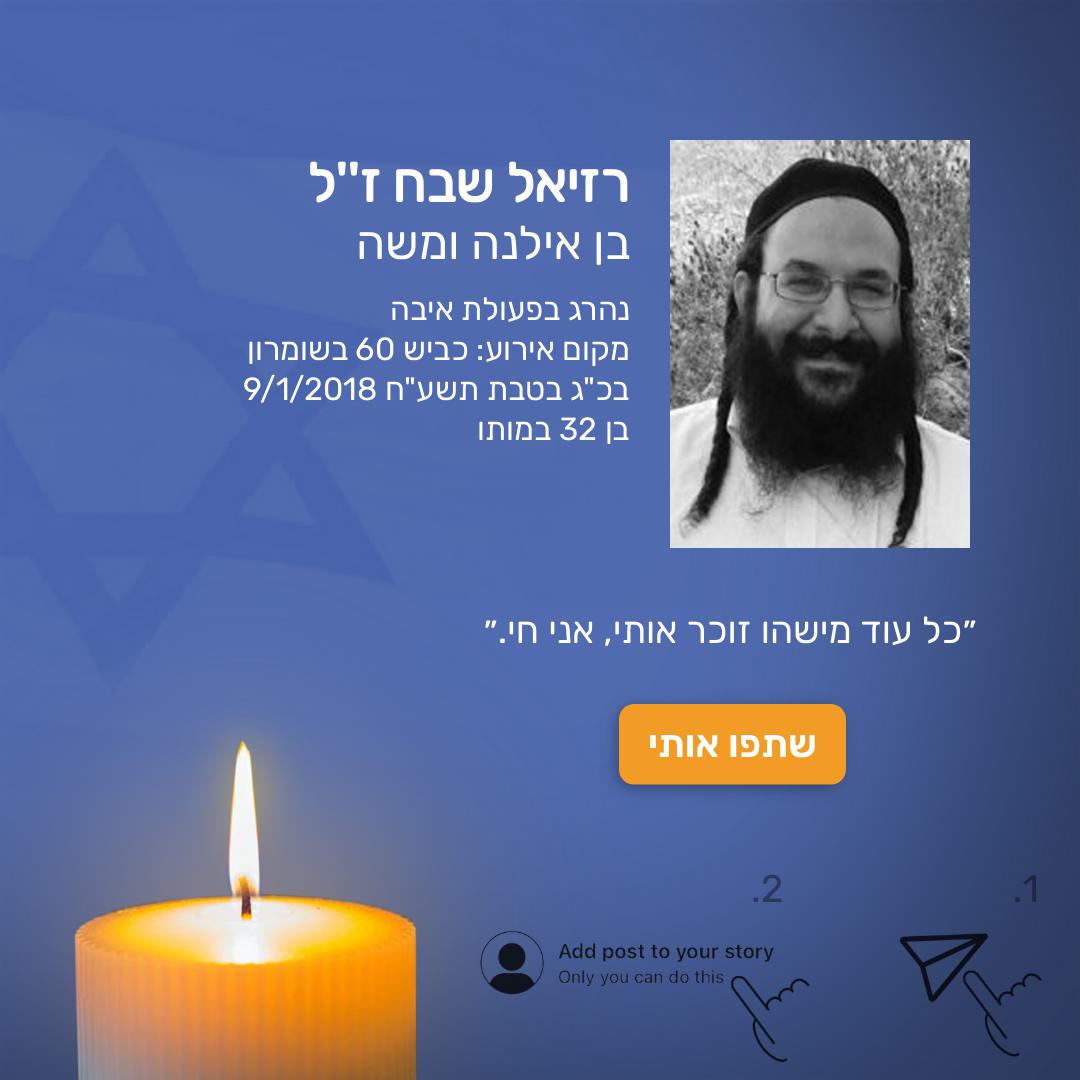 רזיאל שבח ז"ל
בן אילנה ומשה
נהרג בפעולת איבה
מקום אירוע: כביש 60 בשומרון
בכ"ג בטבת תשע"ח 9/1/2018
בן 32 במותו
״כל עוד מישהו זוכר אותי, אני חי.״
שתפו אותי
.1
.2
Add post to your story
Only you can do this